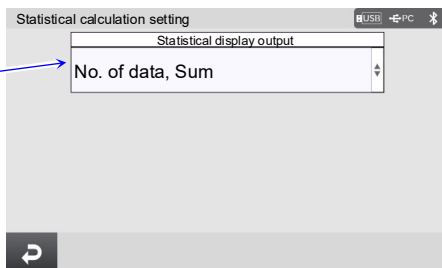 Statistical calculation setting
USB PC
Statistical display output
No. of data, Sum